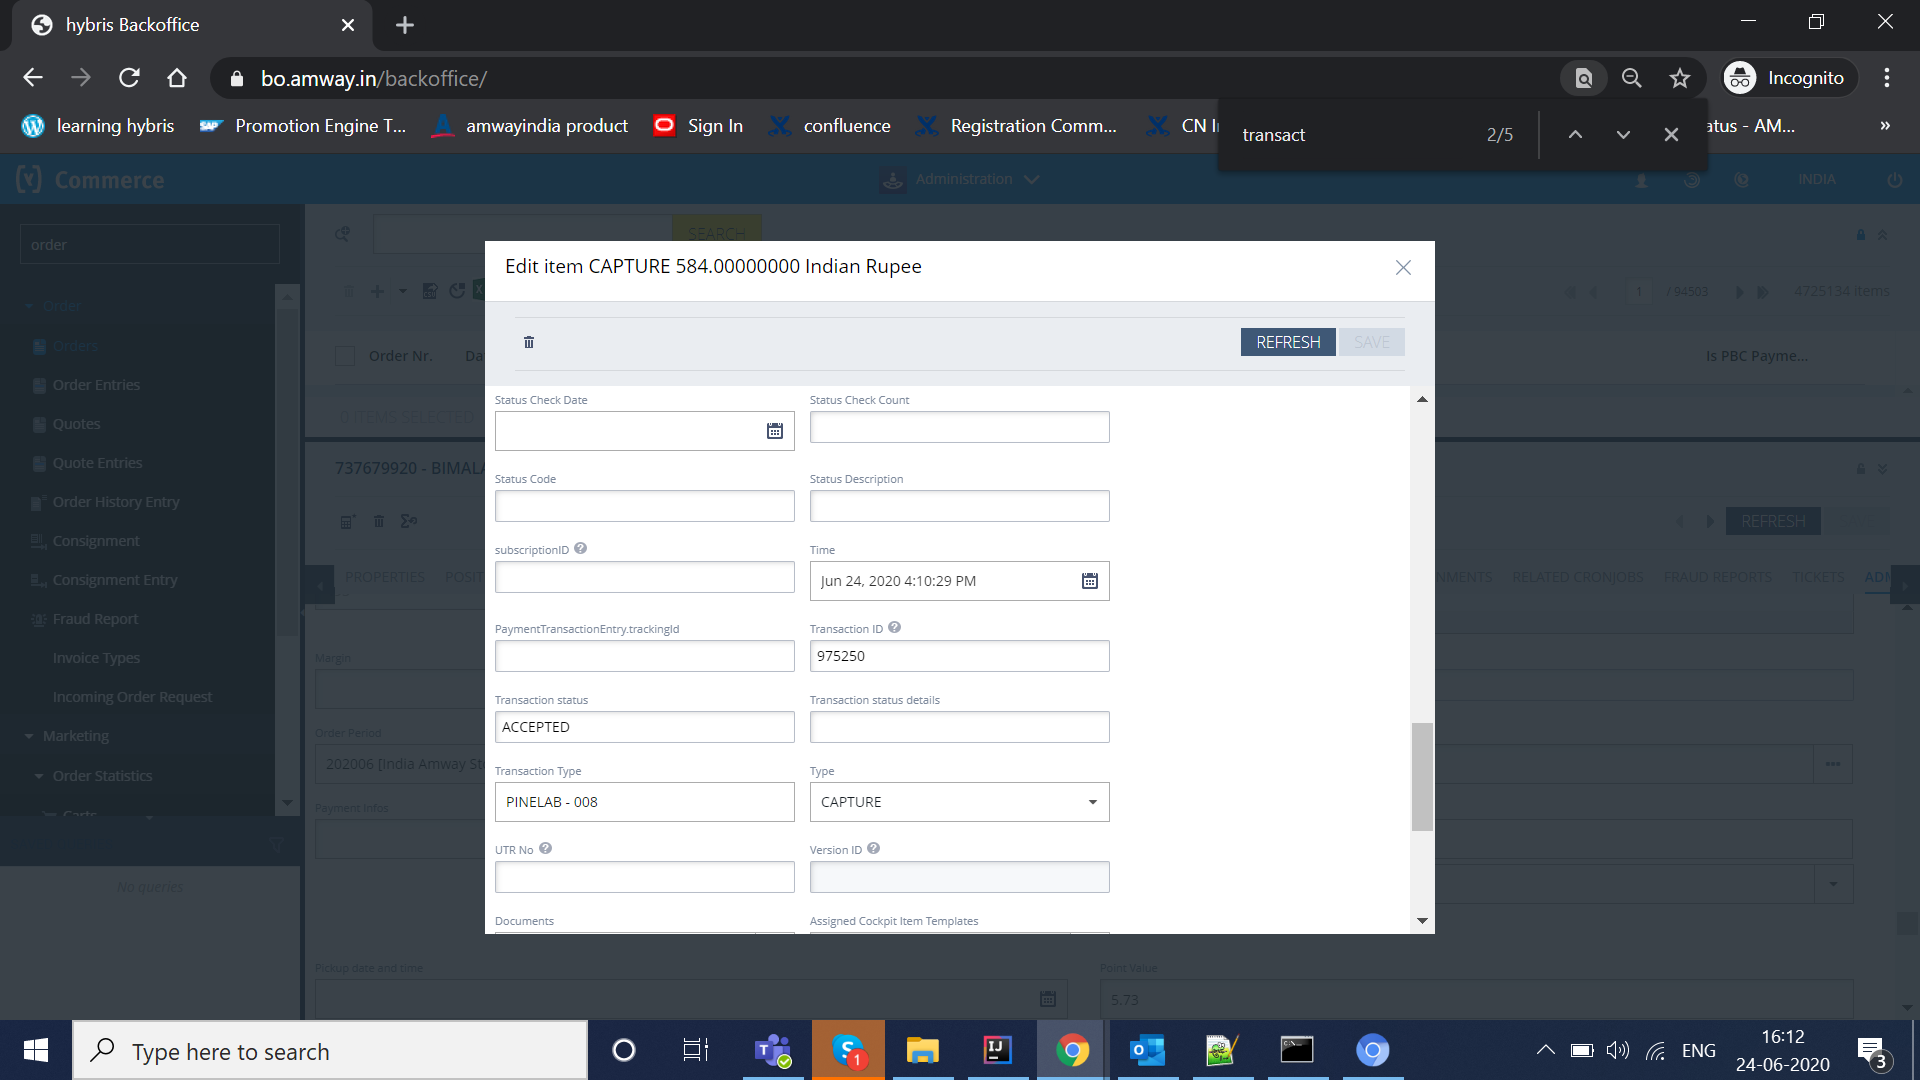 hybris Backoffice
bo.amway.in/backoffice/
Incognito
learning hybris
Promotion Engine T...
amwayindia product
Sign In
confluence
Registration Comm...
CN I
atus - AM...
»
transact
2/5
Commerce
Administration
INDIA
order
SEARCH
Order
Orders
Order Entries
Quotes
Quote Entries
Order History Entry
Consignment
Consignment Entry
Fraud Report
Invoice Types
Incoming Order Request
Marketing
Order Statistics
Carts
No queries
1
/ 94503
4725134 items
Order Nr.
Da
Is PBC Payme...
0 ITEMS SELECTED
737679920 - BIMALA
REFRESH
PROPERTIES
POSIT
NMENTS
RELATED CRONJOBS
FRAUD REPORTS
TICKETS
ADM
Margin
Order Period
202006 [India Amway St
Payment Infos
Pickup date and time
Point Value
5.73
Edit item CAPTURE 584.00000000 Indian Rupee
REFRESH
SAVE
Status Check Date
Status Check Count
Status Code
Status Description
subscriptionID
Time
Jun 24, 2020 4:10:29 PM
PaymentTransactionEntry.trackingId
Transaction ID
975250
Transaction status
Transaction status details
ACCEPTED
Transaction Type
Type
PINELAB - 008
CAPTURE
UTR No
Version ID
Documents
Assigned Cockpit Item Templates
Type here to search
1
ENG
16:12
24-06-2020
3